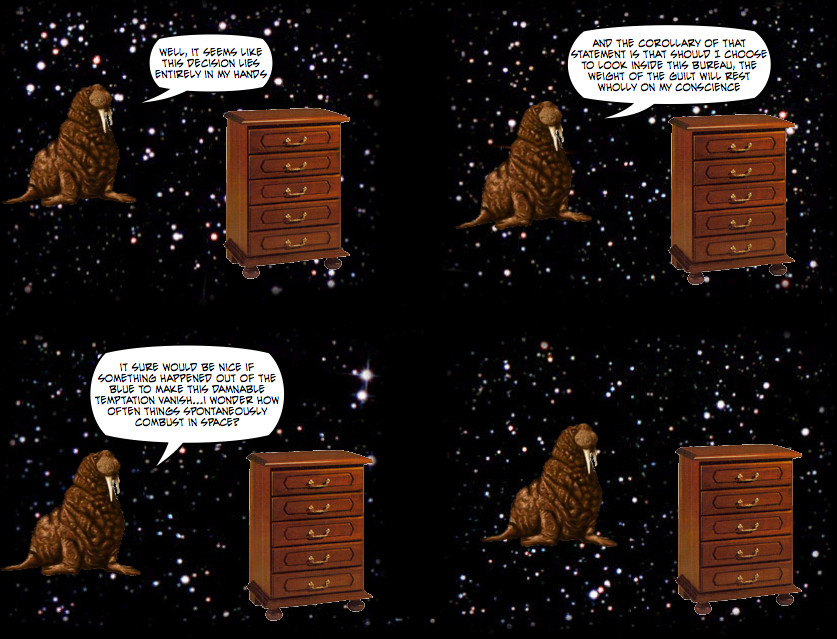 WELL, IT SEEMS LIKE
THIS DECISION LIES
ENTIRELY IN MY HANDS
AND THE COROLLARY OF THAT
STATEMENT IS THAT SHOULD I CHOOSE
TO LOOK INSIDE THIS BUREAU, THE
WEIGHT OF THE GUILT WILL REST
WHOLLY ON MY CONSCIENCE
IT SURE WOULD BE NICE IF
SOMETHING HAPPENED OUT OF THE
BLUE TO MAKE THIS DAMNABLE
TEMPTATION VANISH...I WONDER HOW
OFTEN THINGS SPONTANEOUSLY
COMBUST IN SPACE?